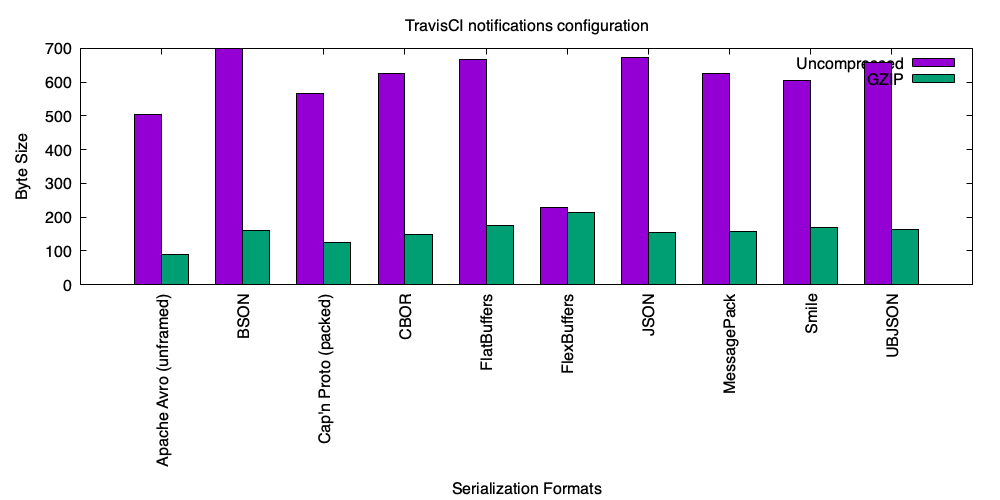 TravisCI notifications configuration
700
600
500
400
300
200
100
0
Byte Size
Uncompressed
GZIP
Apache Avro (unframed)
BSON
Cap'n Proto (packed)
CBOR
FlatBuffers
FlexBuffers
JSON
MessagePack
Smile
UBJSON
Serialization Formats